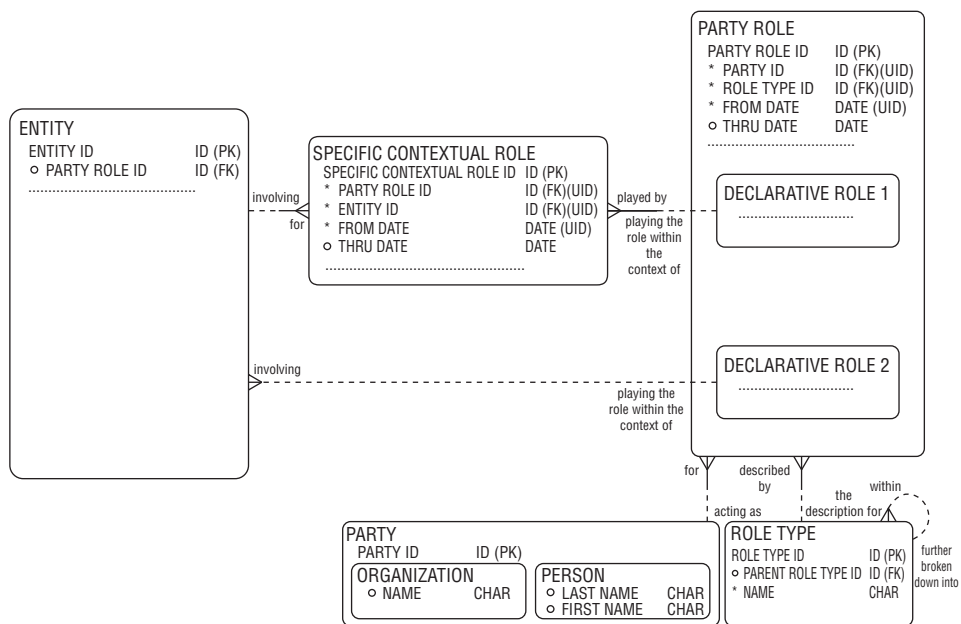 PARTY ROLE
PARTY ROLE ID ID (PK)
* PARTY ID ID (FK)(UID)
* ROLE TYPE ID ID (FK)(UID)
* FROM DATE DATE (UID)
o THRU DATE DATE
DECLARATIVE ROLE 1
DECLARATIVE ROLE 2
ENTITY
ENTITY ID ID (PK)
o PARTY ROLE ID ID (FK)
involving
for
SPECIFIC CONTEXTUAL ROLE
SPECIFIC CONTEXTUAL ROLE ID ID (PK)
* PARTY ROLE ID ID (FK)(UID)
* ENTITY ID ID (FK)(UID)
* FROM DATE DATE (UID)
o THRU DATE DATE
played by
playing the
role within
the
context of
involving
playing the
role within the
context of
for
described
by
acting as
the
description for
within
further
broken
down into
PARTY
PARTY ID ID (PK)
ORGANIZATION
o NAME CHAR
PERSON
o LAST NAME CHAR
o FIRST NAME CHAR
ROLE TYPE
ROLE TYPE ID ID (PK)
o PARENT ROLE TYPE ID ID (FK)
* NAME CHAR